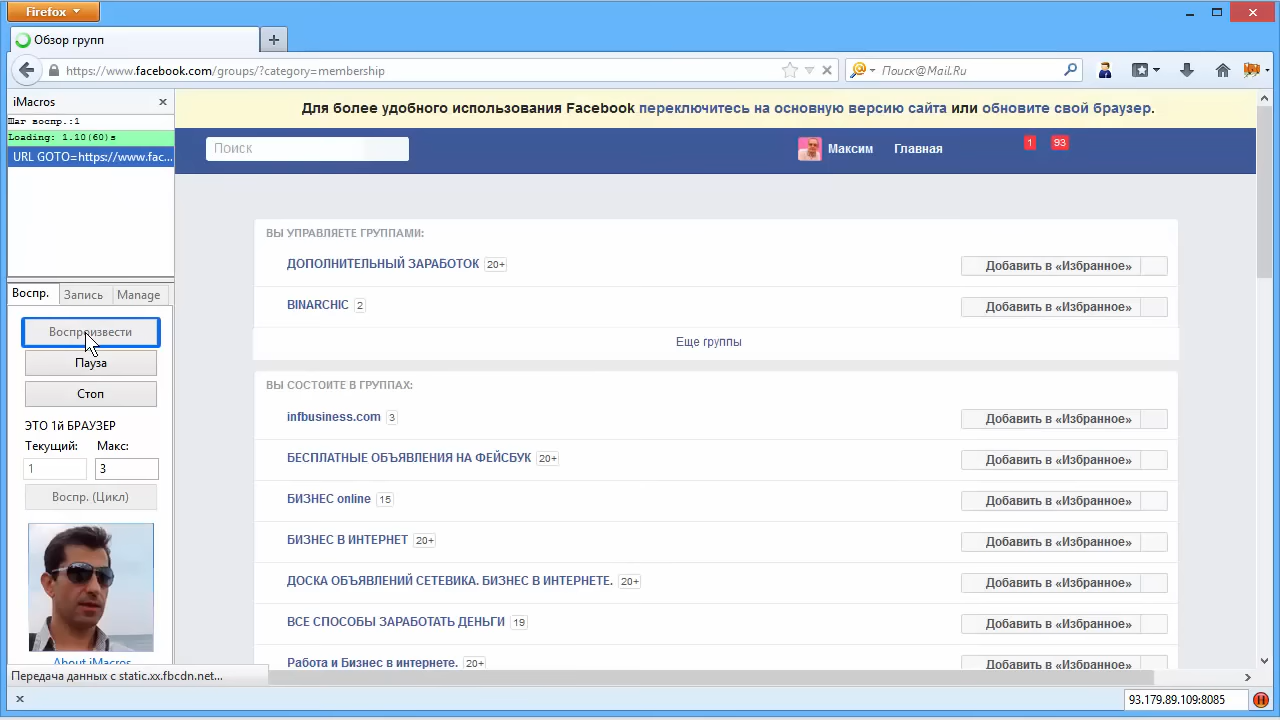 Firefox
Обзор групп
https://www.facebook.com/groups/?category=membership
Поиск@Mail.Ru
iMacros
Шаг воспр.:1
Loading: 1.10(60)s
URL GOTO=https://www.fac...
Для более удобного использования Facebook переключитесь на основную версию сайта или обновите свой браузер.
Поиск
Максим
Главная
1
93
ВЫ УПРАВЛЯЕТЕ ГРУППАМИ:
ДОПОЛНИТЕЛЬНЫЙ ЗАРАБОТОК 20+
Добавить в «Избранное»
BINARCHIC 2
Добавить в «Избранное»
Еще группы
ВЫ СОСТОИТЕ В ГРУППАХ:
infbusiness.com 3
Добавить в «Избранное»
БЕСПЛАТНЫЕ ОБЪЯВЛЕНИЯ НА ФЕЙСБУК 20+
Добавить в «Избранное»
БИЗНЕС online 15
Добавить в «Избранное»
БИЗНЕС В ИНТЕРНЕТ 20+
Добавить в «Избранное»
ДОСКА ОБЪЯВЛЕНИЙ СЕТЕВИКА. БИЗНЕС В ИНТЕРНЕТЕ. 20+
Добавить в «Избранное»
ВСЕ СПОСОБЫ ЗАРАБОТАТЬ ДЕНЬГИ 19
Добавить в «Избранное»
Работа и Бизнес в интернете. 20+
Добавить в «Избранное»
Воспр.
Запись
Manage
Воспроизвести
Пауза
Стоп
ЭТО 1й БРАУЗЕР
Текущий: Макс:
1 3
Воспр. (Цикл)
About iMacros
Передача данных с static.xx.fbcdn.net...
93.179.89.109:8085